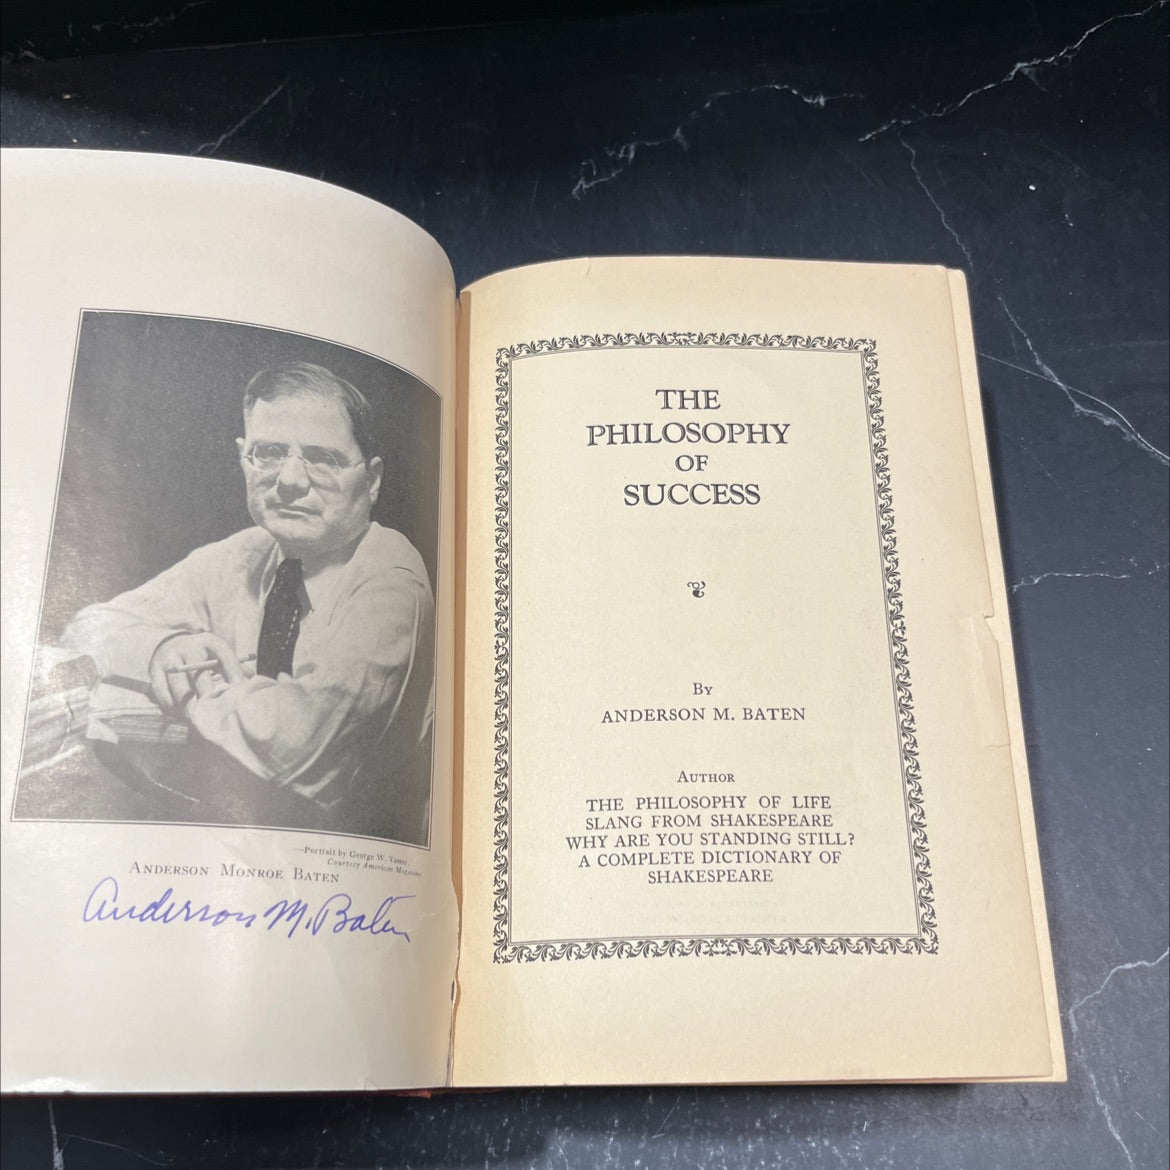 —Portrait by George W. Vassar.
Courtesy American Magazine.
ANDERSON MONROE BATEN
Anderson M. Baten
THE
PHILOSOPHY
OF
SUCCESS
By
ANDERSON M. BATEN
AUTHOR
THE PHILOSOPHY OF LIFE
SLANG FROM SHAKESPEARE
WHY ARE YOU STANDING STILL?
A COMPLETE DICTIONARY OF
SHAKESPEARE